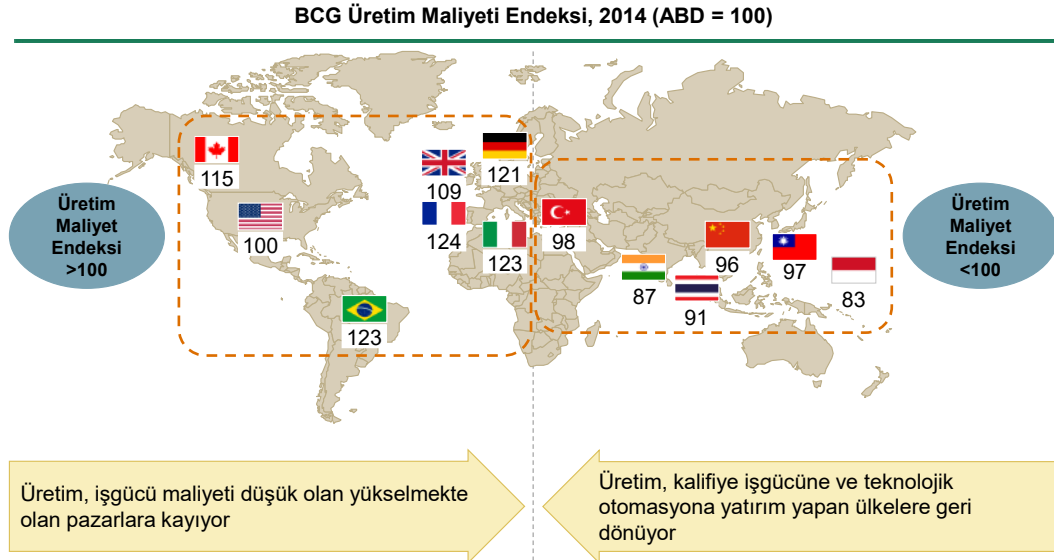 BCG Üretim Maliyeti Endeksi, 2014 (ABD = 100)
Üretim
Maliyet
Endeksi
>100
115
100
123
109
121
124
123
98
87
91
96
97
83
Üretim
Maliyet
Endeksi
<100
Üretim, işgücü maliyeti düşük olan yükselmekte
olan pazarlara kayıyor
Üretim, kalifiye işgücüne ve teknolojik
otomasyona yatırım yapan ülkelere geri
dönüyor